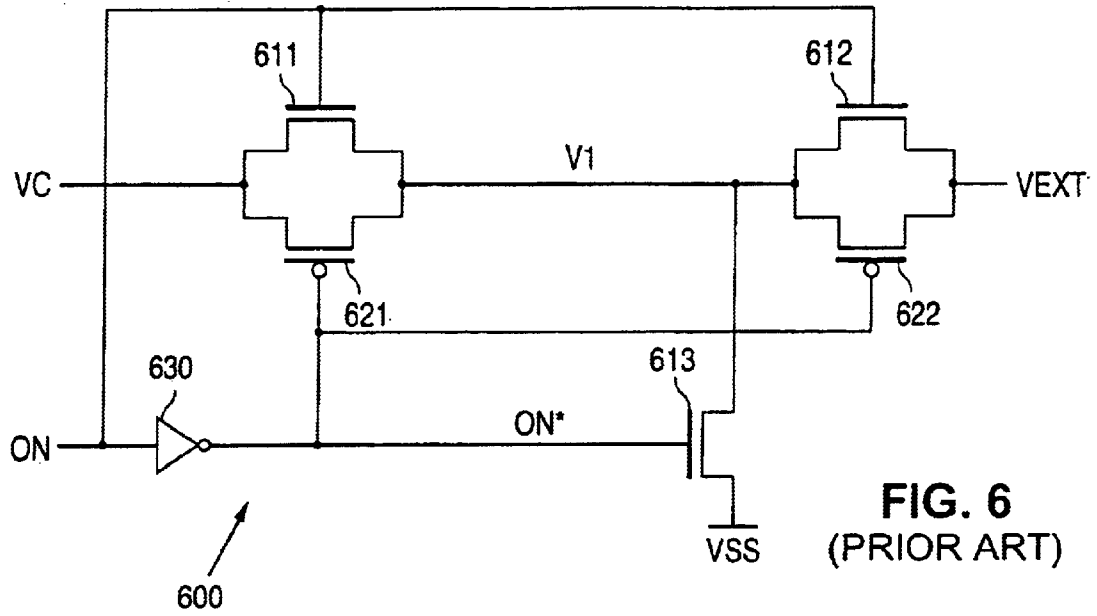 611
612
VC
V1
VEXT
621
622
630
613
ON
ON*
VSS
600
FIG. 6
(PRIOR ART)